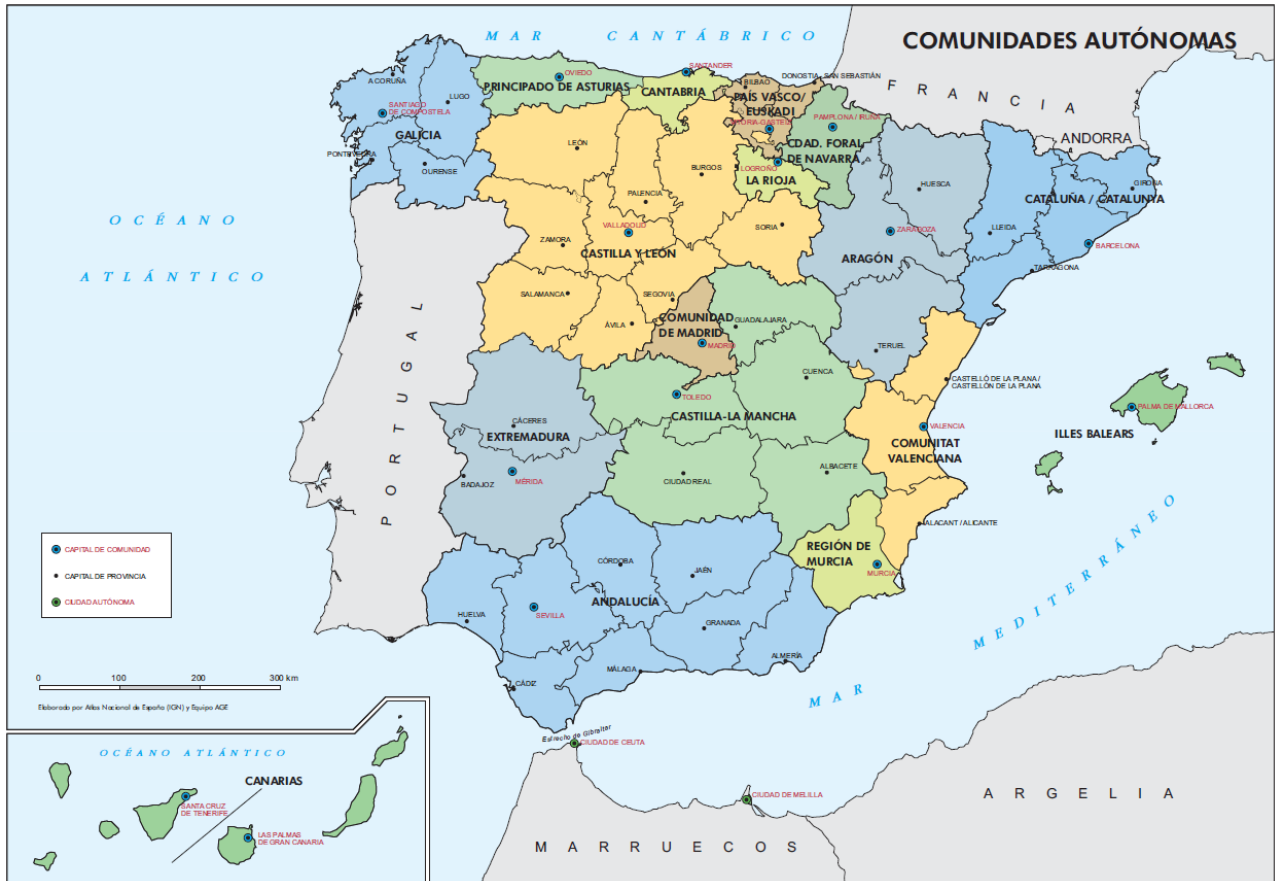 COMUNIDADES AUTÓNOMAS
MAR CANTÁBRICO
FRANCIA
ANDORRA
OCÉANO
ATLÁNTICO
PORTUGAL
A CORUÑA
LUGO
SANTIAGO
DE COMPOSTELA
GALICIA
PONTEVEDRA
OURENSE
OVIEDO
PRINCIPADO DE ASTURIAS
SANTANDER
CANTABRIA
BILBAO
DONOSTIA - SAN SEBASTIÁN
PAÍS VASCO/
EUSKADI
VITORIA-GASTEIZ
PAMPLONA / IRUÑA
CDAD. FORAL
DE NAVARRA
LOGROÑO
LA RIOJA
LEÓN
BURGOS
PALENCIA
VALLADOLID
ZAMORA
CASTILLA Y LEÓN
SORIA
SALAMANCA
SEGOVIA
ÁVILA
HUESCA
ZARAGOZA
ARAGÓN
TERUEL
GIRONA
CATALUÑA / CATALUNYA
LLEIDA
BARCELONA
TARRAGONA
COMUNIDAD
DE MADRID
MADRID
GUADALAJARA
CUENCA
TOLEDO
CASTILLA-LA MANCHA
CIUDAD REAL
ALBACETE
CÁCERES
EXTREMADURA
BADAJOZ
MÉRIDA
CASTELLÓ DE LA PLANA /
CASTELLÓN DE LA PLANA
VALENCIA
COMUNITAT
VALENCIANA
ALACANT / ALICANTE
PALMA DE MALLORCA
ILLES BALEARS
REGIÓN DE
MURCIA
MURCIA
CÓRDOBA
JAÉN
ANDALUCÍA
HUELVA
SEVILLA
GRANADA
ALMERÍA
MÁLAGA
CÁDIZ
MAR MEDITERRÁNEO
Estrecho de Gibraltar
CIUDAD DE CEUTA
CIUDAD DE MELILLA
MARRUECOS
ARGELIA
CAPITAL DE COMUNIDAD
CAPITAL DE PROVINCIA
CIUDAD AUTÓNOMA
0 100 200 300 km
Elaborado por Atlas Nacional de España (IGN) y Equipo AGE
OCÉANO ATLÁNTICO
CANARIAS
SANTA CRUZ
DE TENERIFE
LAS PALMAS
DE GRAN CANARIA